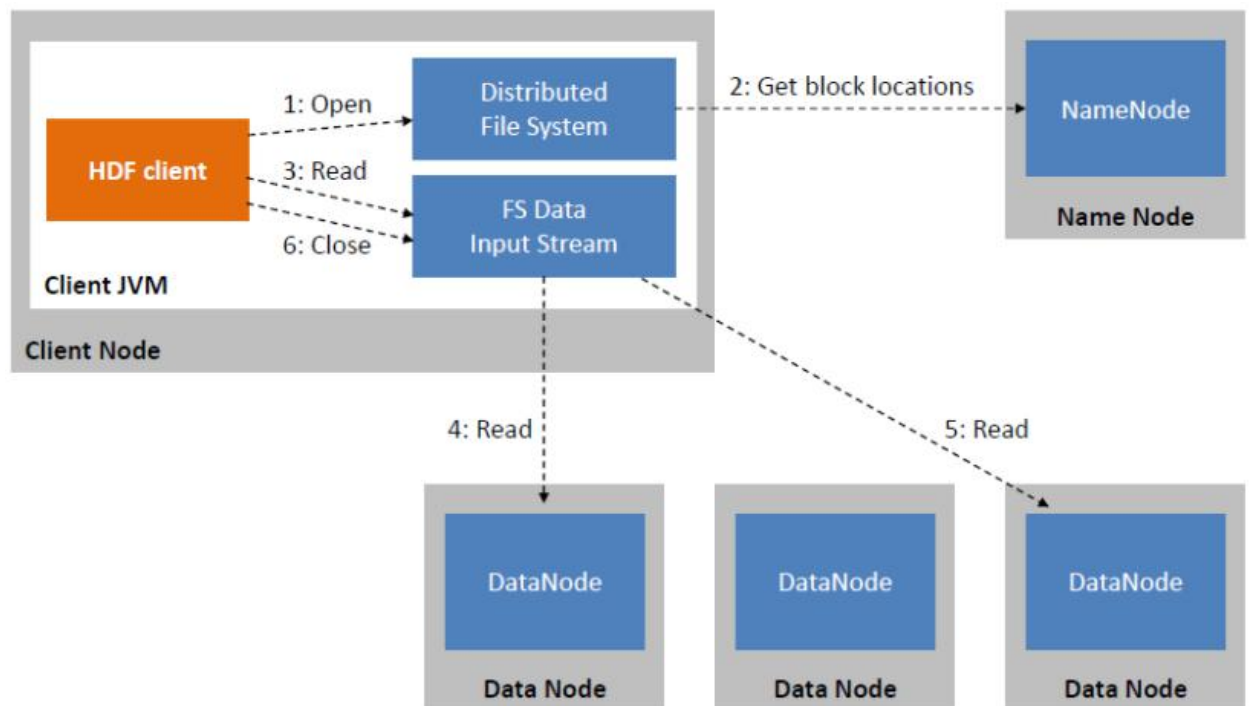 1: Open
Distributed
File System
2: Get block locations
NameNode
HDF client
3: Read
FS Data
Input Stream
6: Close
Name Node
Client JVM
Client Node
4: Read
5: Read
DataNode
DataNode
DataNode
Data Node
Data Node
Data Node